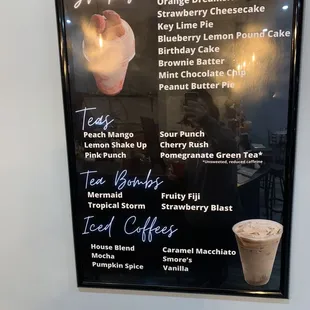 Orange
Strawberry Cheesecake
Key Lime Pie
Blueberry Lemon Pound Cake
Birthday Cake
Brownie Batter
Mint Chocolate Chip
Peanut Butter Pie
Teas
Peach Mango
Lemon Shake Up
Pink Punch
Sour Punch
Cherry Rush
Pomegranate Green Tea*
*Unsweeted, reduced caffeine
Tea Bombs
Mermaid
Tropical Storm
Fruity Fiji
Strawberry Blast
Iced Coffees
House Blend
Mocha
Pumpkin Spice
Caramel Macchiato
Smore's
Vanilla